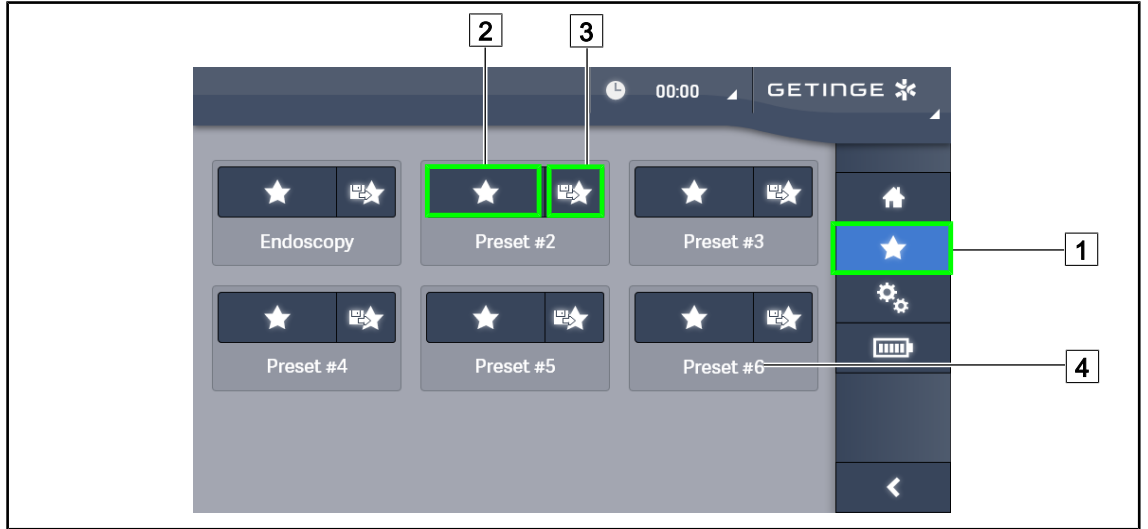 2 3
00:00 GETINGE
Endoscopy Preset #2 Preset #3
1
Preset #4 Preset #5 Preset #6
4